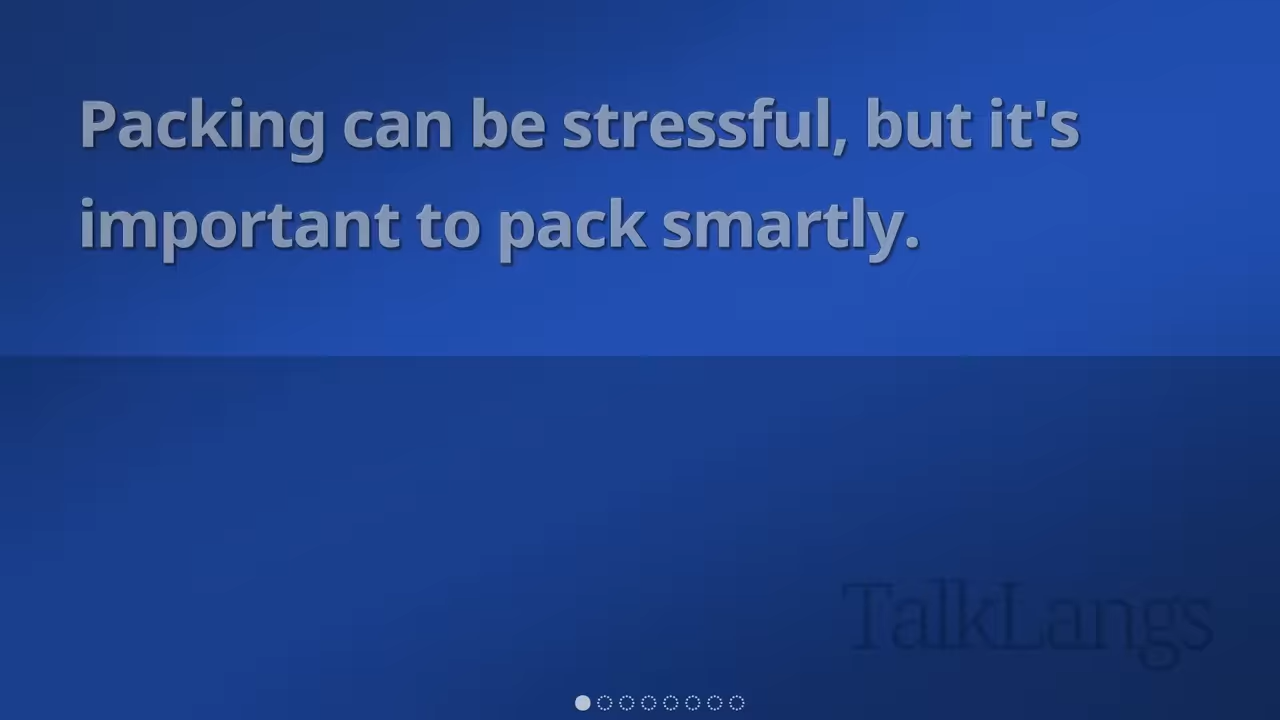 Packing can be stressful, but it's
important to pack smartly.
TalkLangs